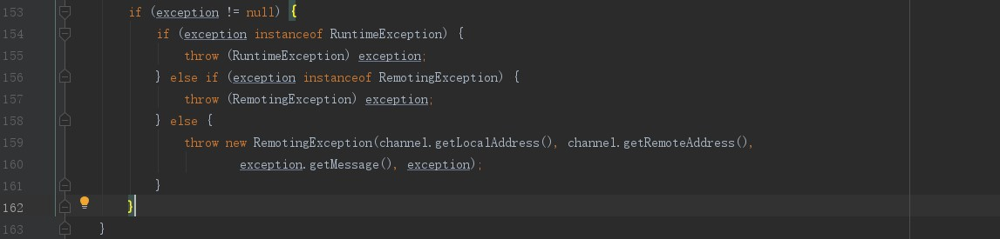 153 if (exception != null) {
154 if (exception instanceof RuntimeException) {
155 throw (RuntimeException) exception;
156 } else if (exception instanceof RemotingException) {
157 throw (RemotingException) exception;
158 } else {
159 throw new RemotingException(channel.getLocalAddress(), channel.getRemoteAddress(),
160 exception.getMessage(), exception);
161 }
162 }
163 }